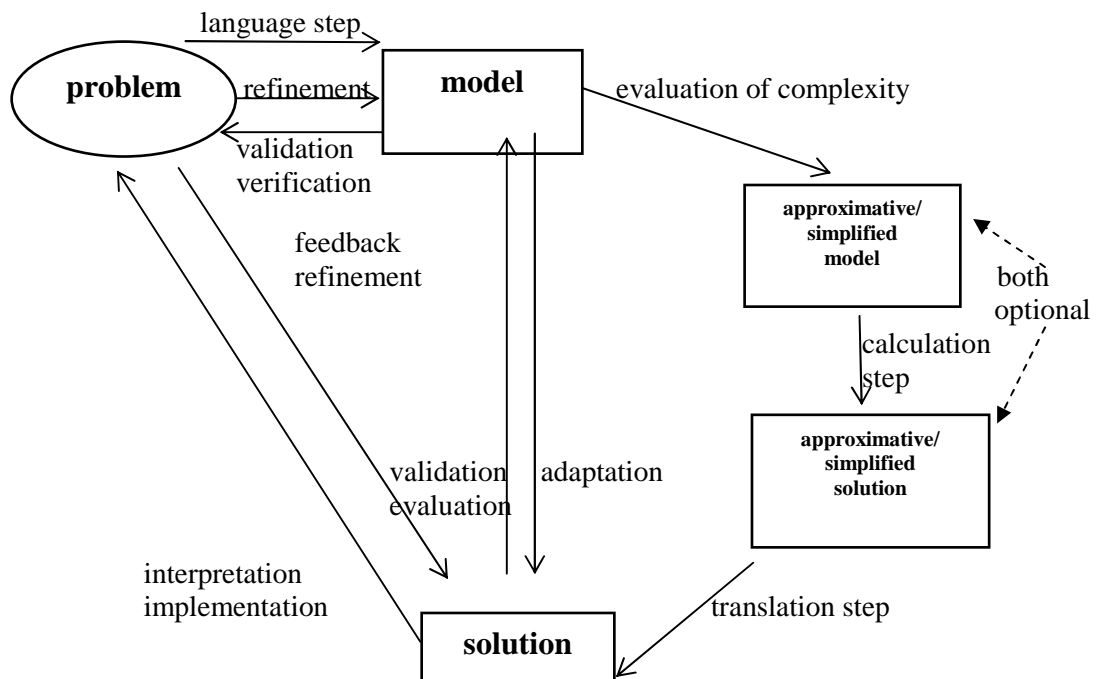 language step
problem
refinement
model
evaluation of complexity
validation
verification
approximative/
simplified
model
feedback
refinement
both
optional
calculation
step
approximative/
simplified
solution
validation
evaluation
adaptation
interpretation
implementation
translation step
solution